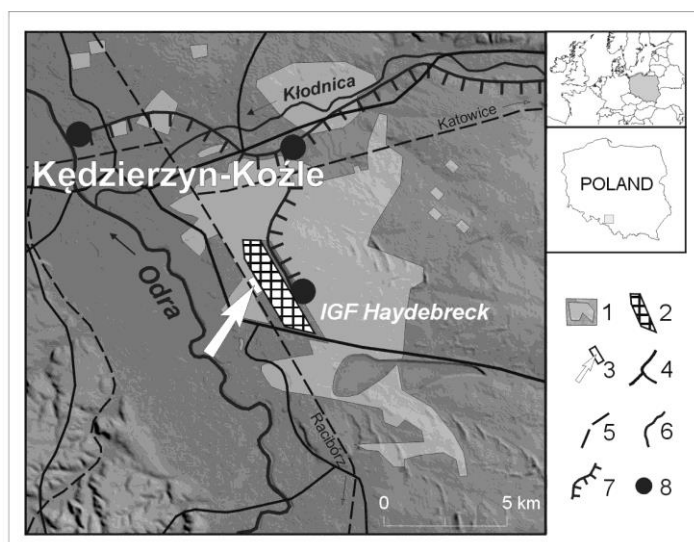 Kłodnica
Katowice
Kędzierzyn-Koźle
Odra
IGF Haydebreck
Racibórz
0 5 km
POLAND
1 2
3 4
5 6
7 8